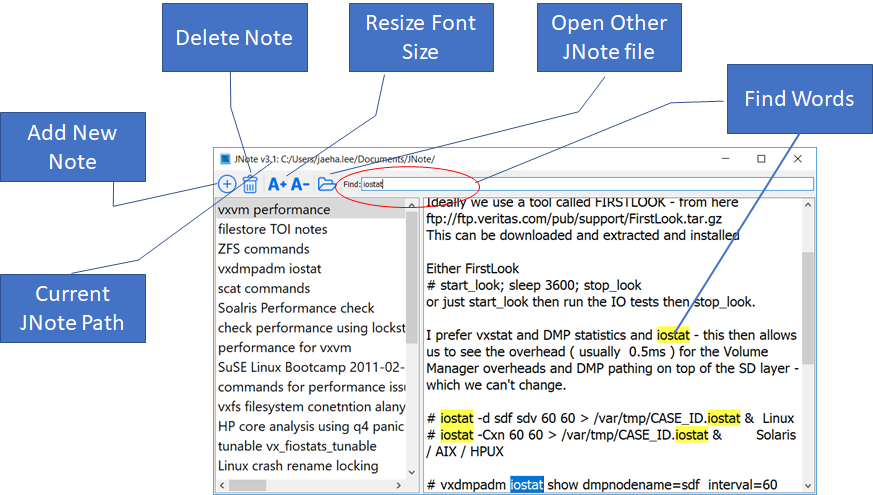 Delete Note
Resize Font
Size
Open Other
JNote file
Find Words
Add New
Note
Current
JNote Path
JNote v3,1: C:/Users/jaeha.lee/Documents/JNote/
A+ A-
Find: iostat
vxvm performance
filestore TOI notes
ZFS commands
vxdmpadm iostat
scat commands
Soalris Performance check
check performance using lockst
performance for vxvm
SuSE Linux Bootcamp 2011-02-
commands for performance issu
vxfs filesystem conetntion alany
HP core analysis using q4 panic
tunable vx_fiostats_tunable
Linux crash rename locking
Ideally we use a tool called FIRSTLOOK - from here
ftp://ftp.veritas.com/pub/support/FirstLook.tar.gz
This can be downloaded and extracted and installed
Either FirstLook
# start_look; sleep 3600; stop_look
or just start_look then run the IO tests then stop_look.
I prefer vxstat and DMP statistics and iostat - this then allows
us to see the overhead ( usually 0.5ms ) for the Volume
Manager overheads and DMP pathing on top of the SD layer -
which we can't change.
# iostat -d sdf sdv 60 60 > /var/tmp/CASE_ID.iostat & Linux
# iostat -Cxn 60 60 > /var/tmp/CASE_ID.iostat & Solaris
/ AIX / HPUX
# vxdmpadm iostat show dmpnodename=sdf interval=60